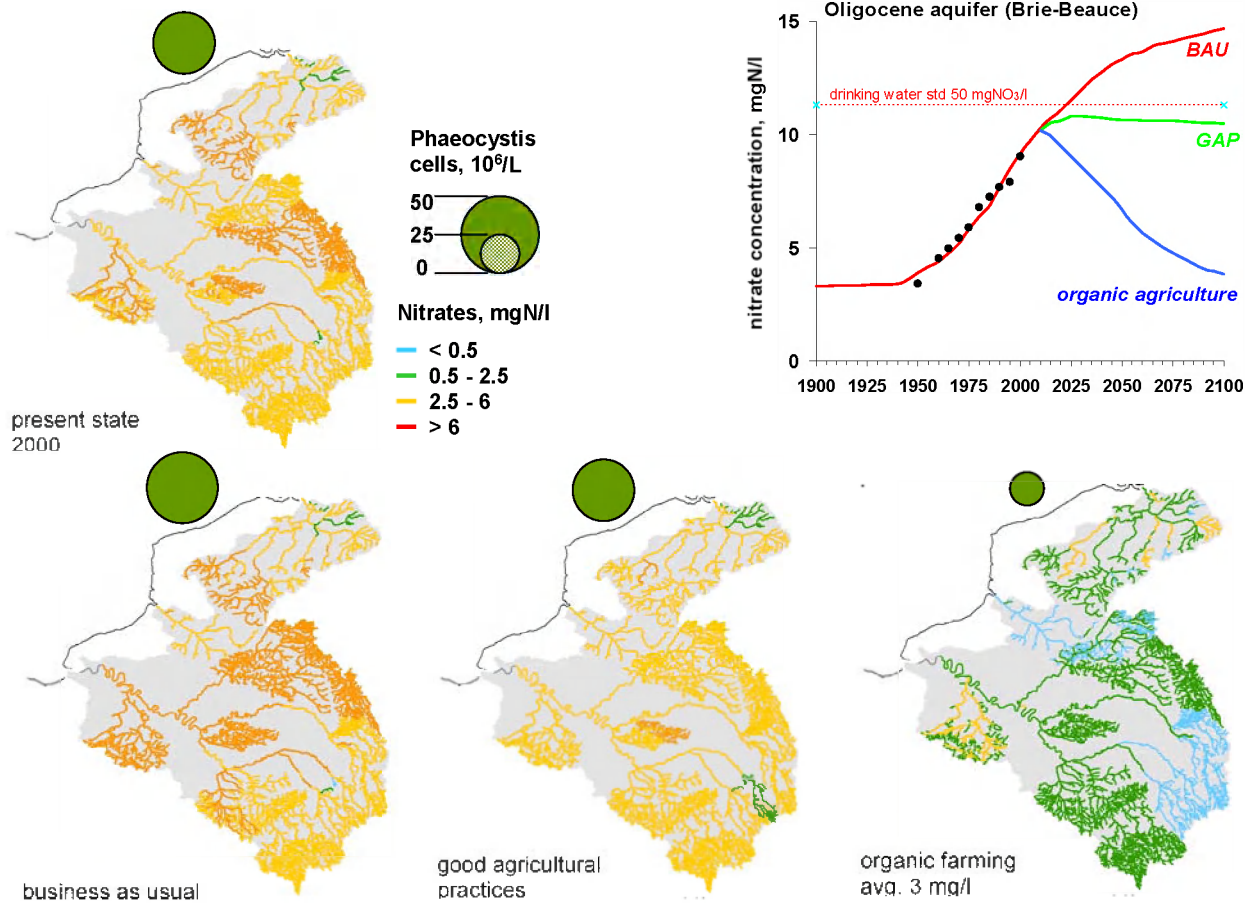 Oligocene aquifer (Brie-Beauce)
nitrate concentration, mgN/l
15
10
5
0
BAU
drinking water std 50 mgNO3/l
GAP
organic agriculture
1900 1925 1950 1975 2000 2025 2050 2075 2100
Phaeocystis
cells, 10⁶/L
50
25
0
Nitrates, mgN/l
< 0.5
0.5 - 2.5
2.5 - 6
> 6
present state
2000
business as usual
good agricultural
practices
organic farming
avg. 3 mg/l